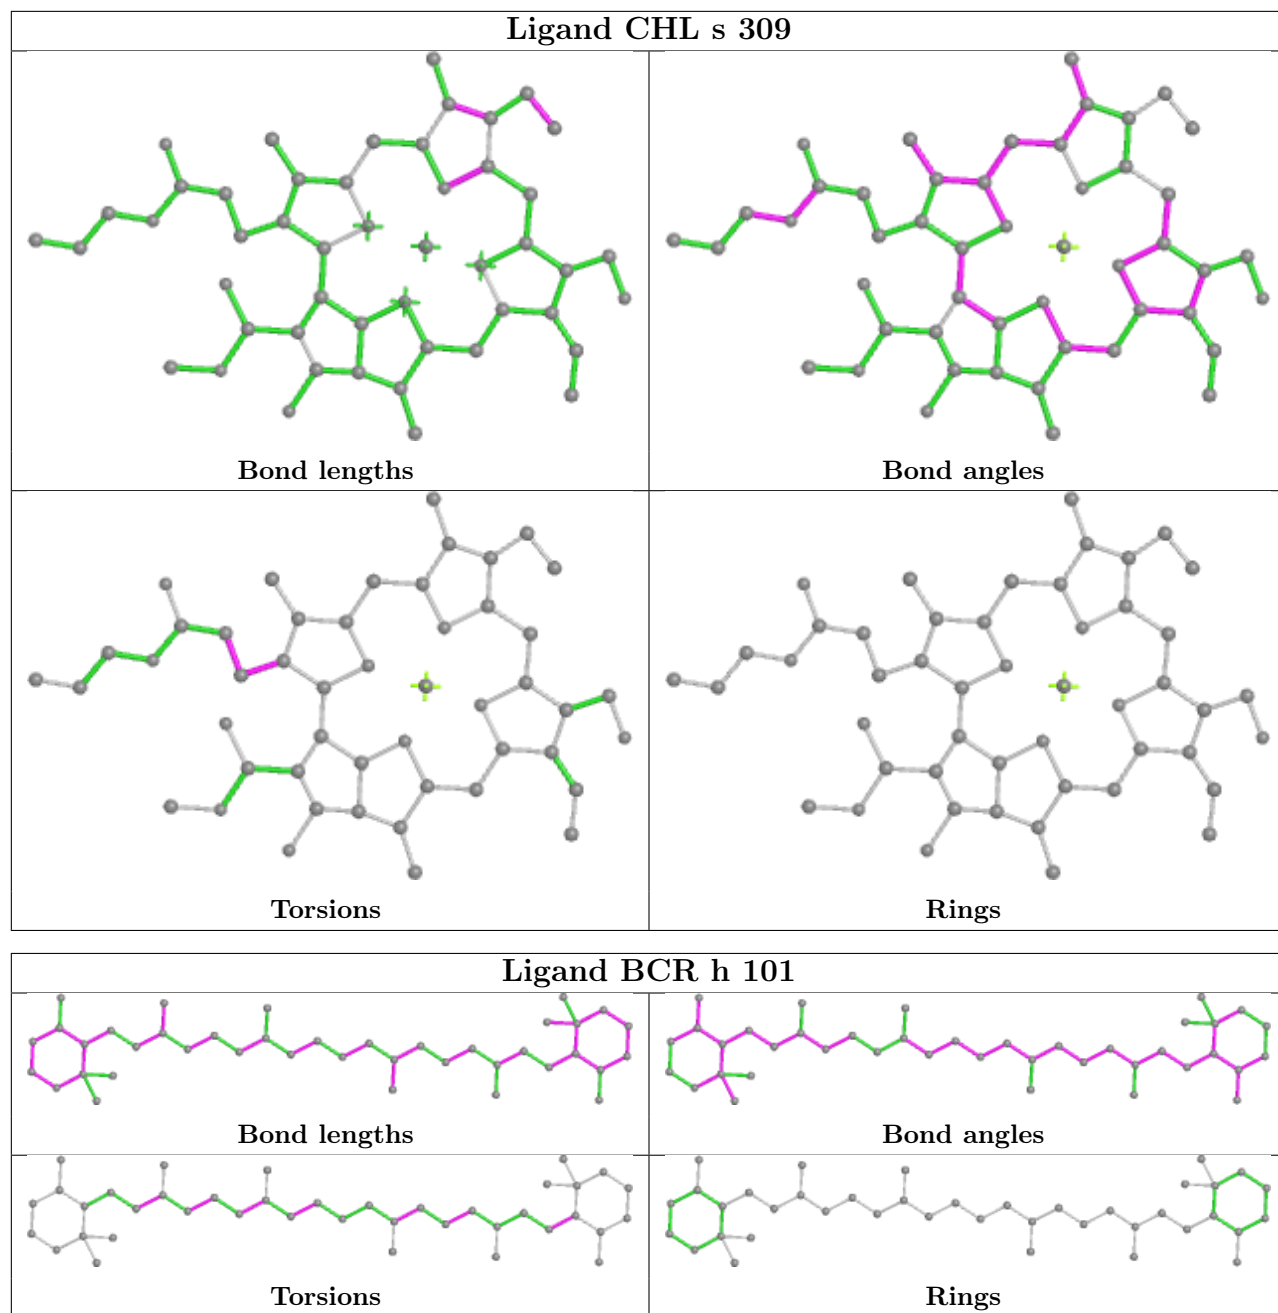 Ligand CHL s 309
Bond lengths
Bond angles
Torsions
Rings
Ligand BCR h 101
Bond lengths
Bond angles
Torsions
Rings